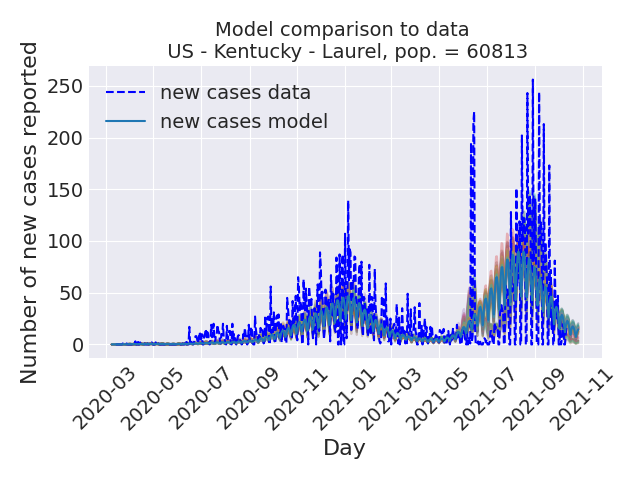 Model comparison to data
US - Kentucky - Laurel, pop. = 60813
Number of new cases reported
250
200
150
100
50
0
new cases data
new cases model
2020-03
2020-05
2020-07
2020-09
2020-11
2021-01
2021-03
2021-05
2021-07
2021-09
2021-11
Day